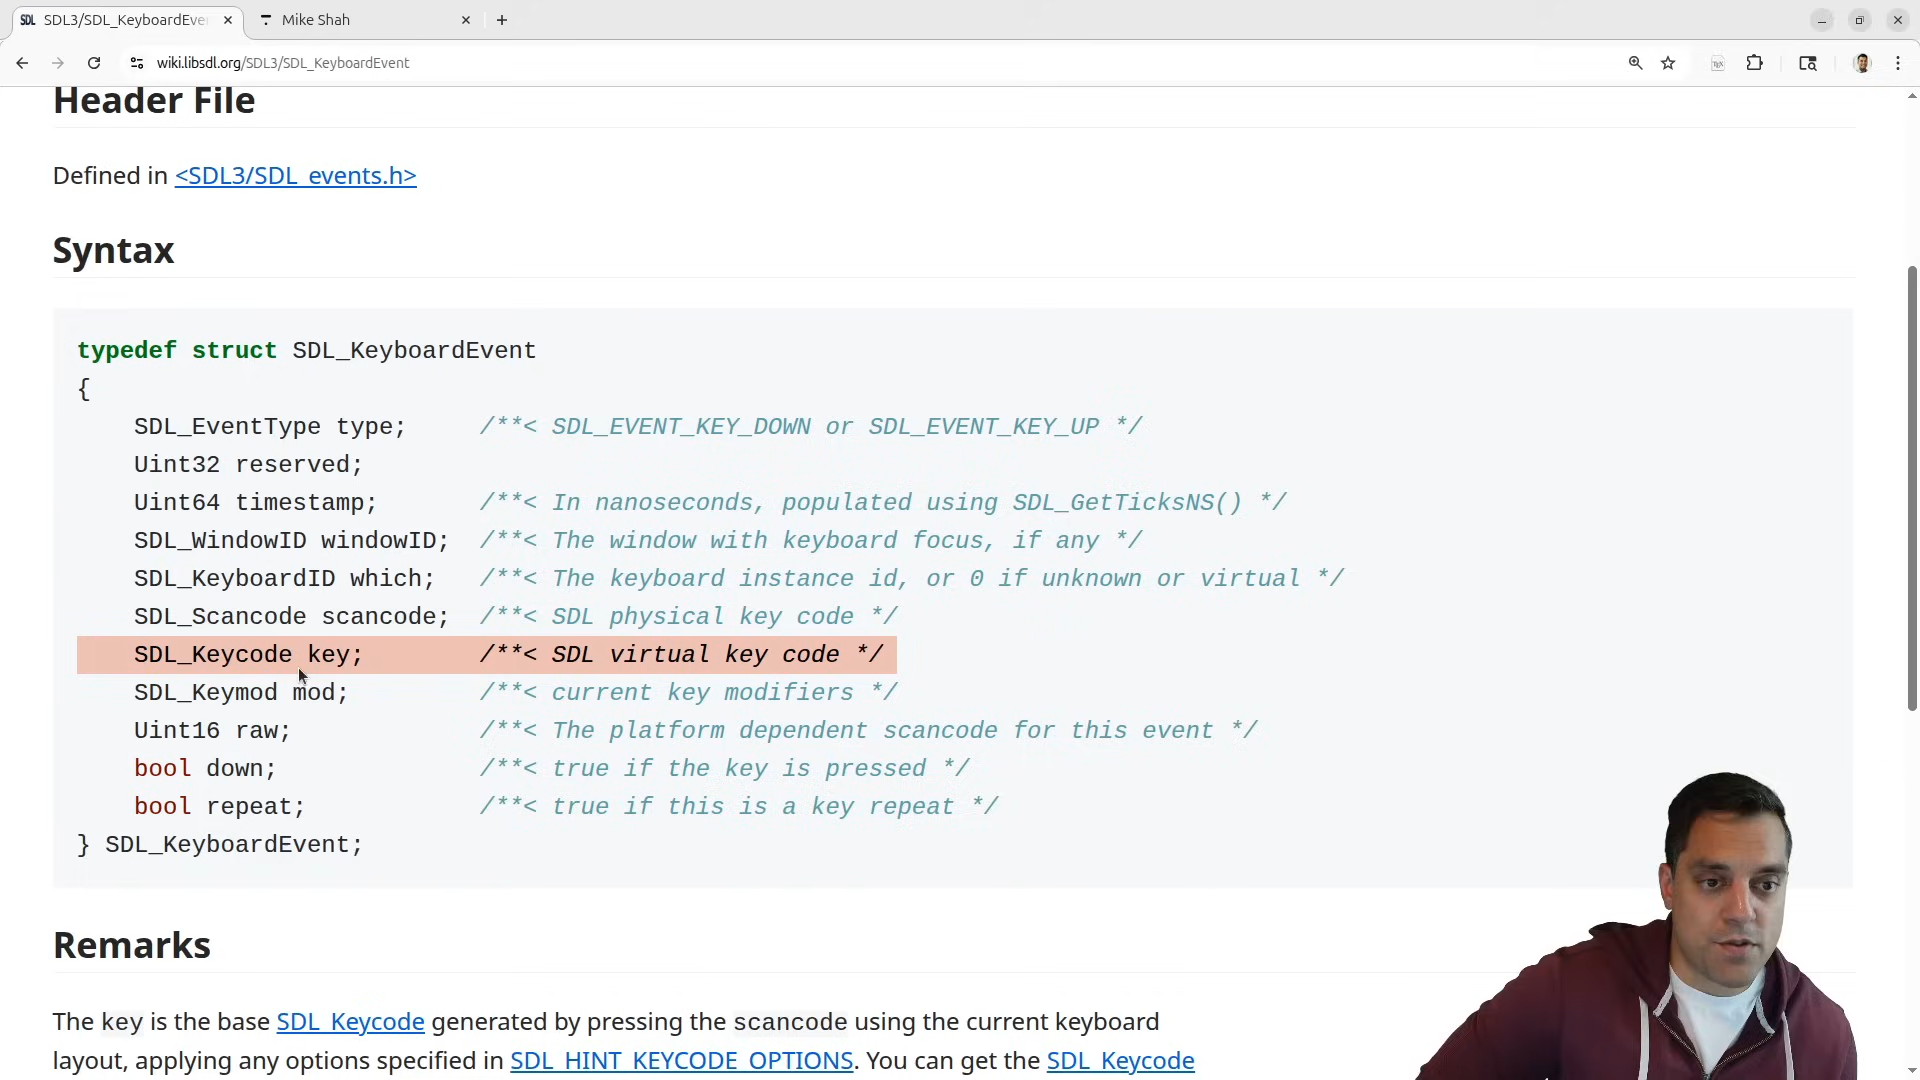 SDL SDL3/SDL_KeyboardEve
Mike Shah
wiki.libsdl.org/SDL3/SDL_KeyboardEvent
Header File
Defined in <SDL3/SDL_events.h>
Syntax
typedef struct SDL_KeyboardEvent
{
SDL_EventType type; /**< SDL_EVENT_KEY_DOWN or SDL_EVENT_KEY_UP */
Uint32 reserved;
Uint64 timestamp; /**< In nanoseconds, populated using SDL_GetTicksNS() */
SDL_WindowID windowID; /**< The window with keyboard focus, if any */
SDL_KeyboardID which; /**< The keyboard instance id, or 0 if unknown or virtual */
SDL_Scancode scancode; /**< SDL physical key code */
SDL_Keycode key; /**< SDL virtual key code */
SDL_Keymod mod; /**< current key modifiers */
Uint16 raw; /**< The platform dependent scancode for this event */
bool down; /**< true if the key is pressed */
bool repeat; /**< true if this is a key repeat */
} SDL_KeyboardEvent;
Remarks
The key is the base SDL_Keycode generated by pressing the scancode using the current keyboard
layout, applying any options specified in SDL_HINT_KEYCODE_OPTIONS. You can get the SDL_Keycode